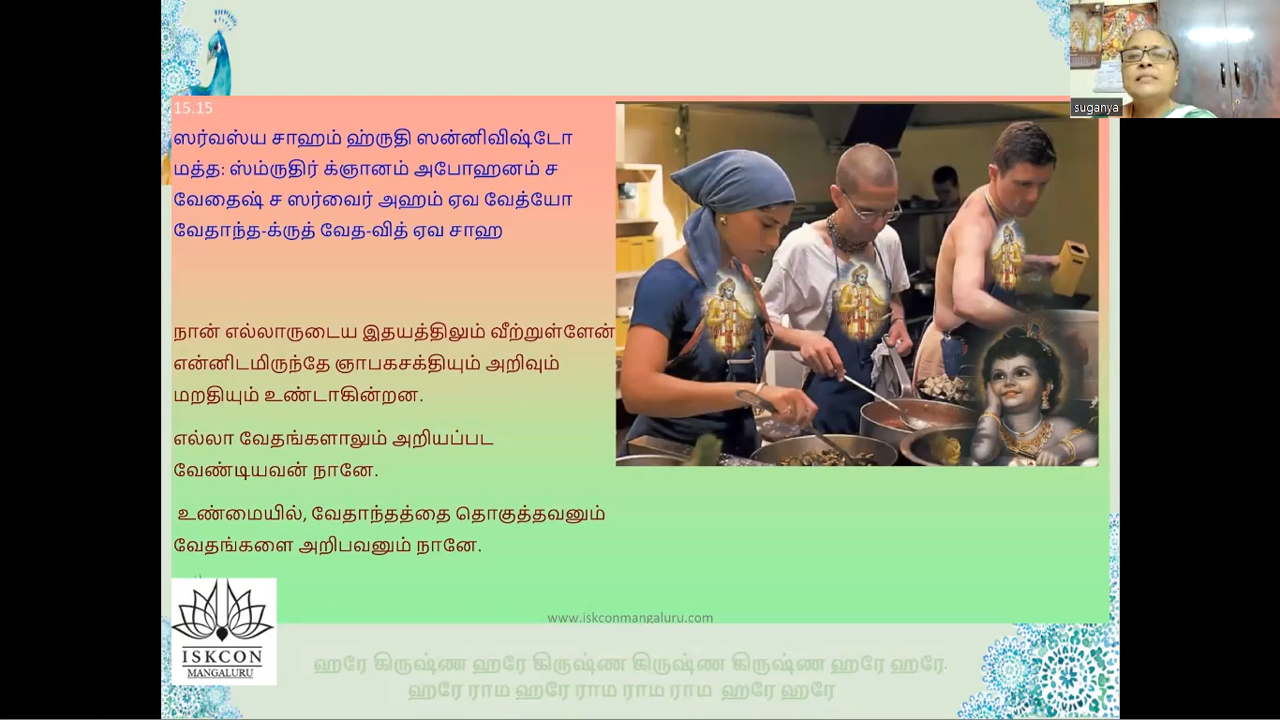 suganya
15.15
ஸர்வஸ்ய சாஹம் ஹ்ருதி ஸன்னிவிஷ்டோ
மத்த: ஸ்ம்ருதிர் க்ஞானம் அபோஹனம் ச
வேதைஷ் ச ஸர்வைர் அஹம் ஏவ வேத்யோ
வேதாந்த-க்ருத் வேத-வித் ஏவ சாஹ
நான் எல்லாருடைய இதயத்திலும் வீற்றுள்ளேன்
என்னிடமிருந்தே ஞாபகசக்தியும் அறிவும்
மறதியும் உண்டாகின்றன.
எல்லா வேதங்களாலும் அறியப்பட
வேண்டியவன் நானே.
உண்மையில், வேதாந்தத்தை தொகுத்தவனும்
வேதங்களை அறிபவனும் நானே.
ISKCON
MANGALURU
www.iskconmangaluru.com
ஹரே கிருஷ்ண ஹரே கிருஷ்ண கிருஷ்ண கிருஷ்ண ஹரே ஹரே
ஹரே ராம ஹரே ராம ராம ராம ஹரே ஹரே